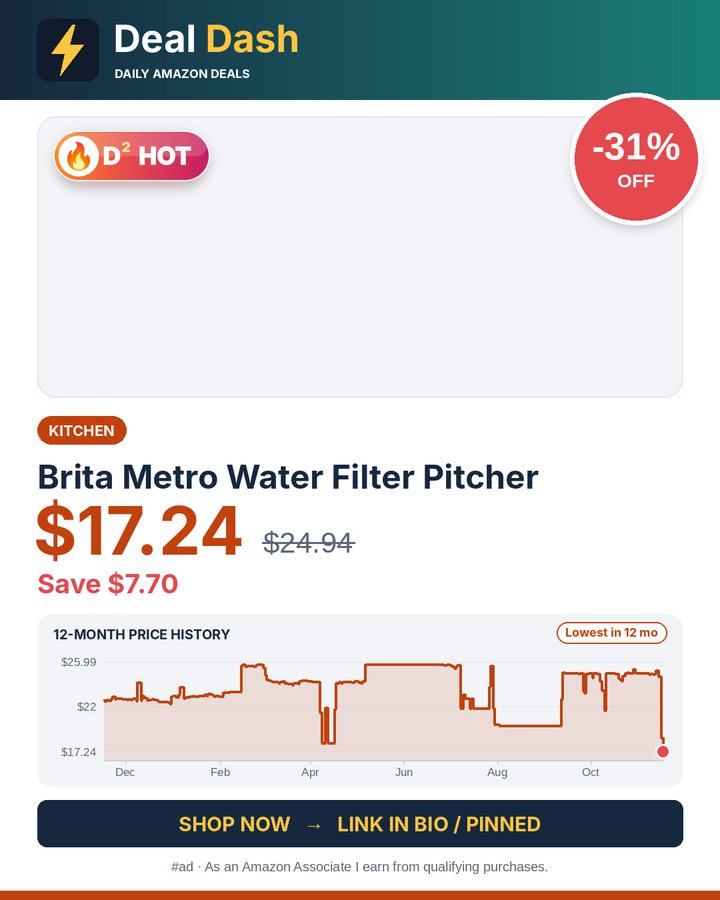 Deal Dash
DAILY AMAZON DEALS
D² HOT
-31%
OFF
KITCHEN
Brita Metro Water Filter Pitcher
$17.24 $24.94
Save $7.70
12-MONTH PRICE HISTORY
Lowest in 12 mo
$25.99
$22
$17.24
Dec Feb Apr Jun Aug Oct
SHOP NOW → LINK IN BIO / PINNED
#ad · As an Amazon Associate I earn from qualifying purchases.